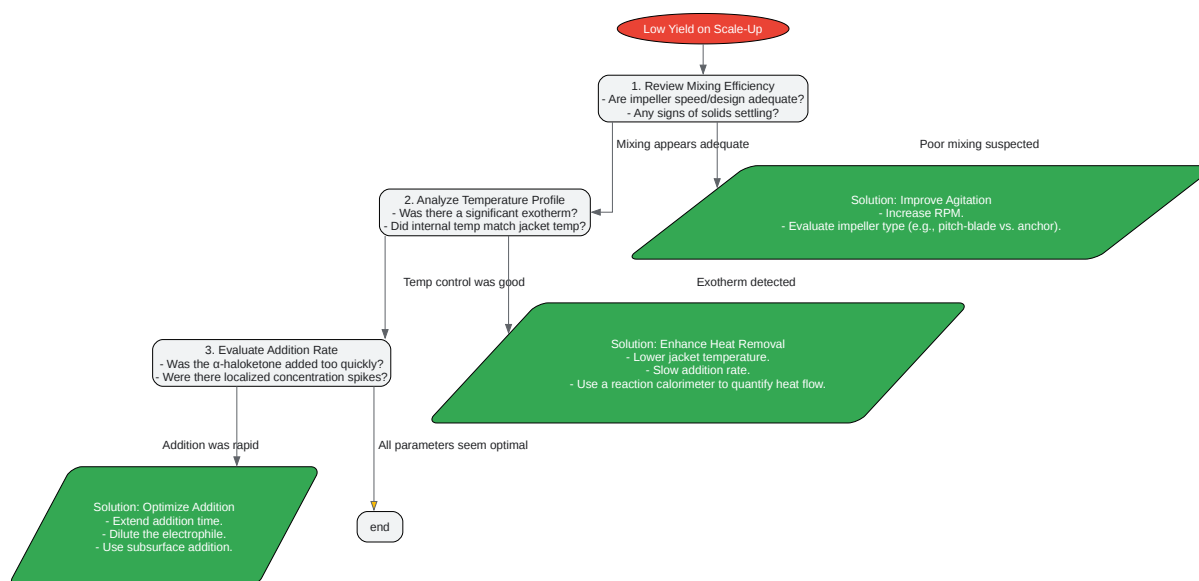 Low Yield on Scale-Up
1. Review Mixing Efficiency
- Are impeller speed/design adequate?
- Any signs of solids settling?
Mixing appears adequate
Poor mixing suspected
2. Analyze Temperature Profile
- Was there a significant exotherm?
- Did internal temp match jacket temp?
Solution: Improve Agitation
- Increase RPM.
- Evaluate impeller type (e.g., pitch-blade vs. anchor).
Temp control was good
Exotherm detected
3. Evaluate Addition Rate
- Was the α-haloketone added too quickly?
- Were there localized concentration spikes?
Solution: Enhance Heat Removal
- Lower jacket temperature.
- Slow addition rate.
- Use a reaction calorimeter to quantify heat flow.
Addition was rapid
All parameters seem optimal
Solution: Optimize Addition
- Extend addition time.
- Dilute the electrophile.
- Use subsurface addition.
end